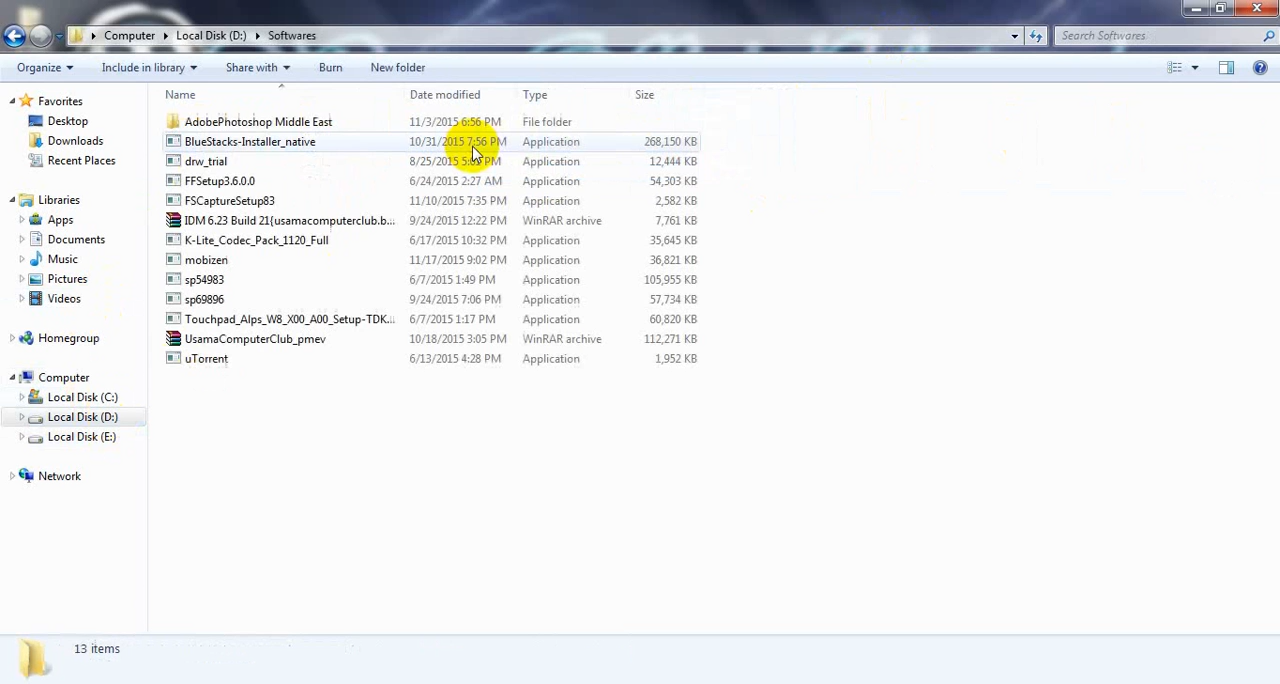 Computer Local Disk (D:) Softwares
Search Softwares
Organize Include in library Share with Burn New folder
Name Date modified Type Size
Favorites
Desktop
Downloads
Recent Places
Libraries
Apps
Documents
Music
Pictures
Videos
Homegroup
Computer
Local Disk (C:)
Local Disk (D:)
Local Disk (E:)
Network
AdobePhotoshop Middle East 11/3/2015 6:56 PM File folder
BlueStacks-Installer_native 10/31/2015 7:56 PM Application 268,150 KB
drw_trial 8/25/2015 PM Application 12,444 KB
FFSetup3.6.0.0 6/24/2015 2:27 AM Application 54,303 KB
FSCaptureSetup83 11/10/2015 7:35 PM Application 2,582 KB
IDM 6.23 Build 21{usamacomputerclub.b... 9/24/2015 12:22 PM WinRAR archive 7,761 KB
K-Lite_Codec_Pack_1120_Full 6/17/2015 10:32 PM Application 35,645 KB
mobizen 11/17/2015 9:02 PM Application 36,821 KB
sp54983 6/7/2015 1:49 PM Application 105,955 KB
sp69896 9/24/2015 7:06 PM Application 57,734 KB
Touchpad_Alps_W8_X00_A00_Setup-TDK... 6/7/2015 1:17 PM Application 60,820 KB
UsamaComputerClub_pmev 10/18/2015 3:05 PM WinRAR archive 112,271 KB
uTorrent 6/13/2015 4:28 PM Application 1,952 KB
13 items